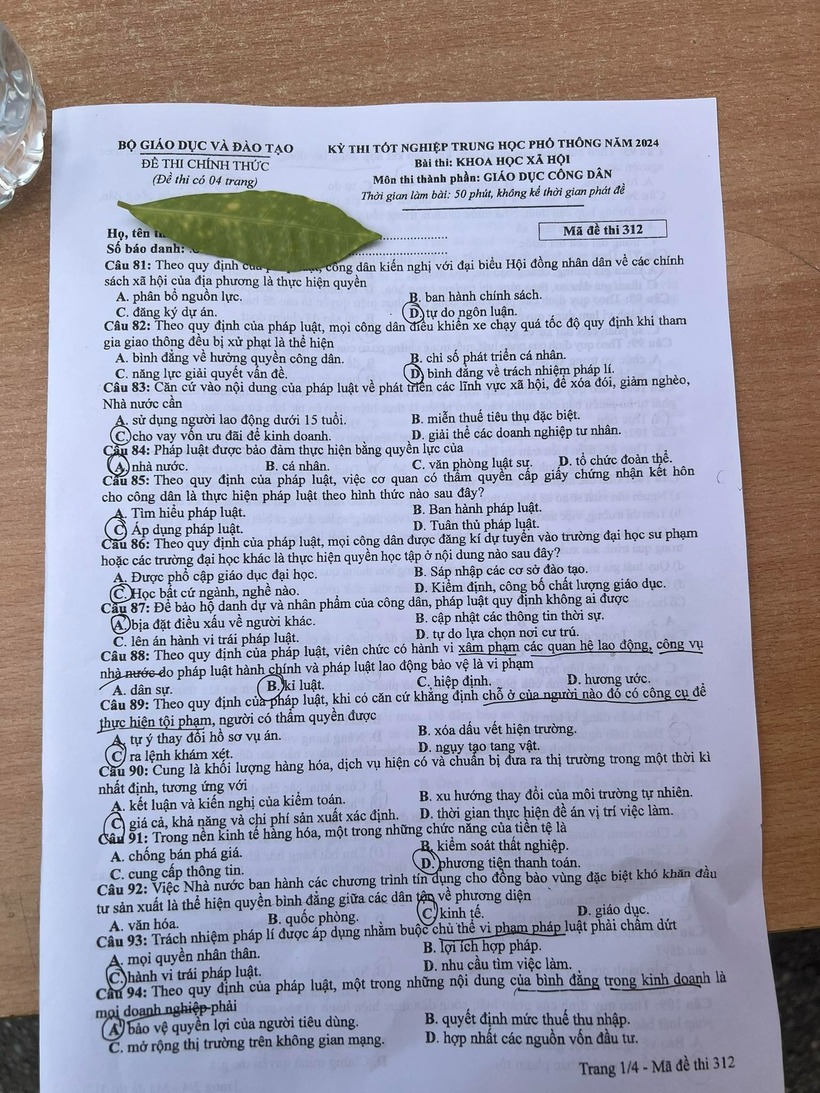 BỘ GIÁO DỤC VÀ ĐÀO TẠO
ĐỀ THI CHÍNH THỨC
(Đề thi có 04 trang)
KỲ THI TỐT NGHIỆP TRUNG HỌC PHỔ THÔNG NĂM 2024
Bài thi: KHOA HỌC XÃ HỘI
Môn thi thành phần: GIÁO DỤC CÔNG DÂN
Thời gian làm bài: 50 phút, không kể thời gian phát đề
Họ, tên
Mã đề thi 312
Số báo danh:
Câu 81: Theo quy định công dân kiến nghị với đại biểu Hội đồng nhân dân về các chính
sách xã hội của địa phương là thực hiện quyền
A. phân bổ nguồn lực. B. ban hành chính sách.
C. đăng ký dự án. D. tự do ngôn luận.
Câu 82: Theo quy định của pháp luật, mọi công dân điều khiển xe chạy quá tốc độ quy định khi tham
gia giao thông đều bị xử phạt là thể hiện
A. bình đẳng về hưởng quyền công dân. B. chỉ số phát triển cá nhân.
C. năng lực giải quyết vấn đề. D. bình đẳng về trách nhiệm pháp lí.
Câu 83: Căn cứ vào nội dung của pháp luật về phát triển các lĩnh vực xã hội, để xóa đói, giảm nghèo,
Nhà nước cần
A. sử dụng người lao động dưới 15 tuổi. B. miễn thuế tiêu thụ đặc biệt.
C. cho vay vốn ưu đãi để kinh doanh. D. giải thể các doanh nghiệp tư nhân.
Câu 84: Pháp luật được bảo đảm thực hiện bằng quyền lực của
A. nhà nước. B. cá nhân. C. văn phòng luật sư. D. tổ chức đoàn thể.
Câu 85: Theo quy định của pháp luật, việc cơ quan có thẩm quyền cấp giấy chứng nhận kết hôn
cho công dân là thực hiện pháp luật theo hình thức nào sau đây?
A. Tìm hiểu pháp luật. B. Ban hành pháp luật.
C. Áp dụng pháp luật. D. Tuân thủ pháp luật.
Câu 86: Theo quy định của pháp luật, mọi công dân được đăng kí dự tuyển vào trường đại học sư phạm
hoặc các trường đại học khác là thực hiện quyền học tập ở nội dung nào sau đây?
A. Được phổ cập giáo dục đại học. B. Sáp nhập các cơ sở đào tạo.
C. Học bất cứ ngành, nghề nào. D. Kiểm định, công bố chất lượng giáo dục.
Câu 87: Để bảo hộ danh dự và nhân phẩm của công dân, pháp luật quy định không ai được
A. bịa đặt điều xấu về người khác. B. cập nhật các thông tin thời sự.
C. lên án hành vi trái pháp luật. D. tự do lựa chọn nơi cư trú.
Câu 88: Theo quy định của pháp luật, viên chức có hành vi xâm phạm các quan hệ lao động, công vụ
nhà nước do pháp luật hành chính và pháp luật lao động bảo vệ là vi phạm
A. dân sự. B. kỉ luật. C. hiệp định. D. hương ước.
Câu 89: Theo quy định của pháp luật, khi có căn cứ khẳng định chỗ ở của người nào đó có công cụ để
thực hiện tội phạm, người có thẩm quyền được
A. tự ý thay đổi hồ sơ vụ án. B. xóa dấu vết hiện trường.
C. ra lệnh khám xét. D. ngụy tạo tang vật.
Câu 90: Cung là khối lượng hàng hóa, dịch vụ hiện có và chuẩn bị đưa ra thị trường trong một thời kì
nhất định, tương ứng với
A. kết luận và kiến nghị của kiểm toán. B. xu hướng thay đổi của môi trường tự nhiên.
C. giá cả, khả năng và chi phí sản xuất xác định. D. thời gian thực hiện đề án vị trí việc làm.
Câu 91: Trong nền kinh tế hàng hóa, một trong những chức năng của tiền tệ là
A. chống bán phá giá. B. kiểm soát thất nghiệp.
C. cung cấp thông tin. D. phương tiện thanh toán.
Câu 92: Việc Nhà nước ban hành các chương trình tín dụng cho đồng bào vùng đặc biệt khó khăn đầu
tư sản xuất là thể hiện quyền bình đẳng giữa các dân tộc về phương diện
A. văn hóa. B. quốc phòng. C. kinh tế. D. giáo dục.
Câu 93: Trách nhiệm pháp lí được áp dụng nhằm buộc chủ thể vi phạm pháp luật phải chấm dứt
A. mọi quyền nhân thân. B. lợi ích hợp pháp.
C. hành vi trái pháp luật. D. nhu cầu tìm việc làm.
Câu 94: Theo quy định của pháp luật, một trong những nội dung của bình đẳng trong kinh doanh là
mọi doanh nghiệp phải
A. bảo vệ quyền lợi của người tiêu dùng. B. quyết định mức thuế thu nhập.
C. mở rộng thị trường trên không gian mạng. D. hợp nhất các nguồn vốn đầu tư.
Trang 1/4 - Mã đề thi 312